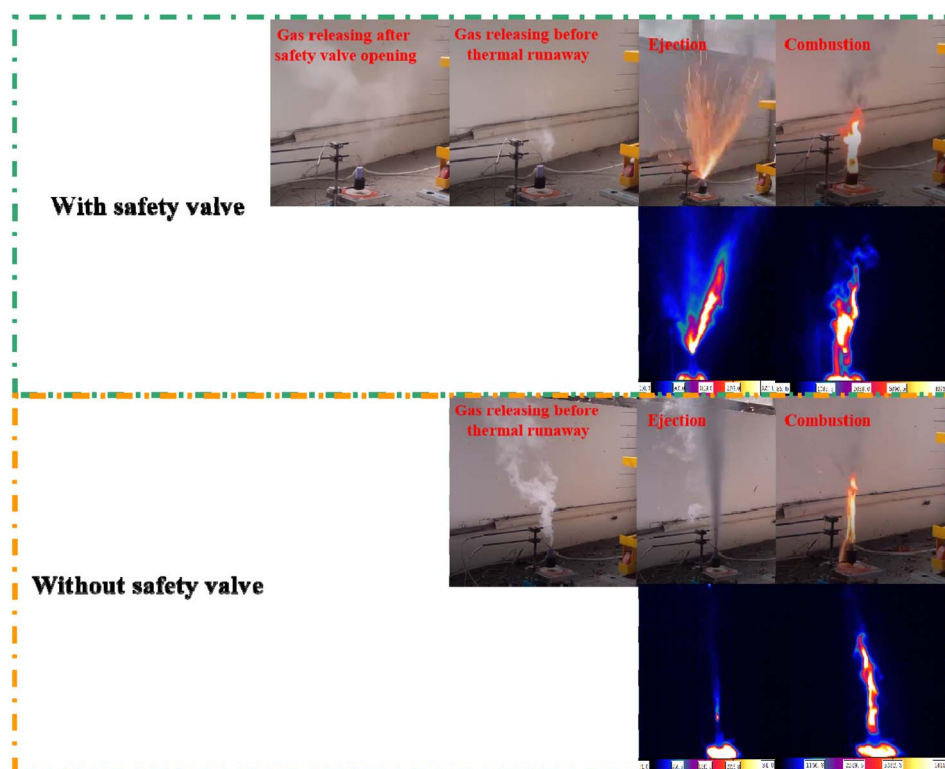 Gas releasing after
safety valve opening
Gas releasing before
thermal runaway
Ejection
Combustion
With safety valve
Gas releasing before
thermal runaway
Ejection
Combustion
Without safety valve